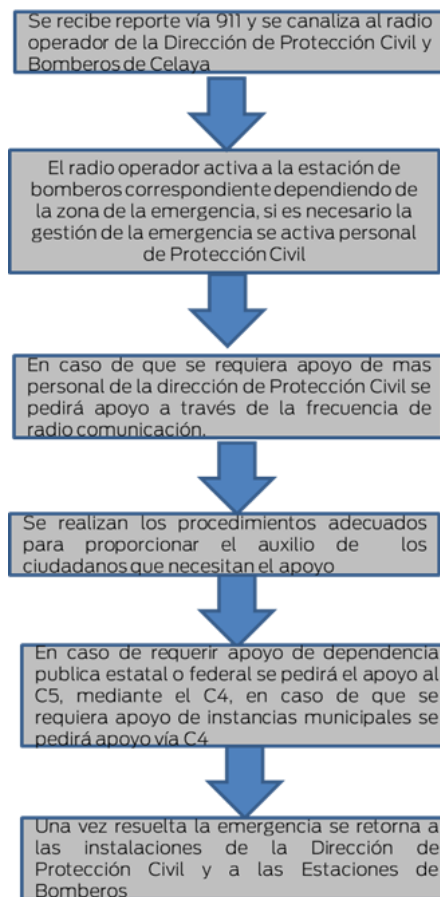 Se recibe reporte vía 911 y se canaliza al radio
operador de la Dirección de Protección Civil y
Bomberos de Celaya
El radio operador activa a la estación de
bomberos correspondiente dependiendo de
la zona de la emergencia, si es necesario la
gestión de la emergencia se activa personal
de Protección Civil
En caso de que se requiera apoyo de mas
personal de la dirección de Protección Civil se
pedirá apoyo a través de la frecuencia de
radio comunicación.
Se realizan los procedimientos adecuados
para proporcionar el auxilio de los
ciudadanos que necesitan el apoyo
En caso de requerir apoyo de dependencia
publica estatal o federal se pedirá el apoyo al
C5, mediante el C4, en caso de que se
requiera apoyo de instancias municipales se
pedirá apoyo vía C4
Una vez resuelta la emergencia se retorna a
las instalaciones de la Dirección de
Protección Civil y a las Estaciones de
Bomberos